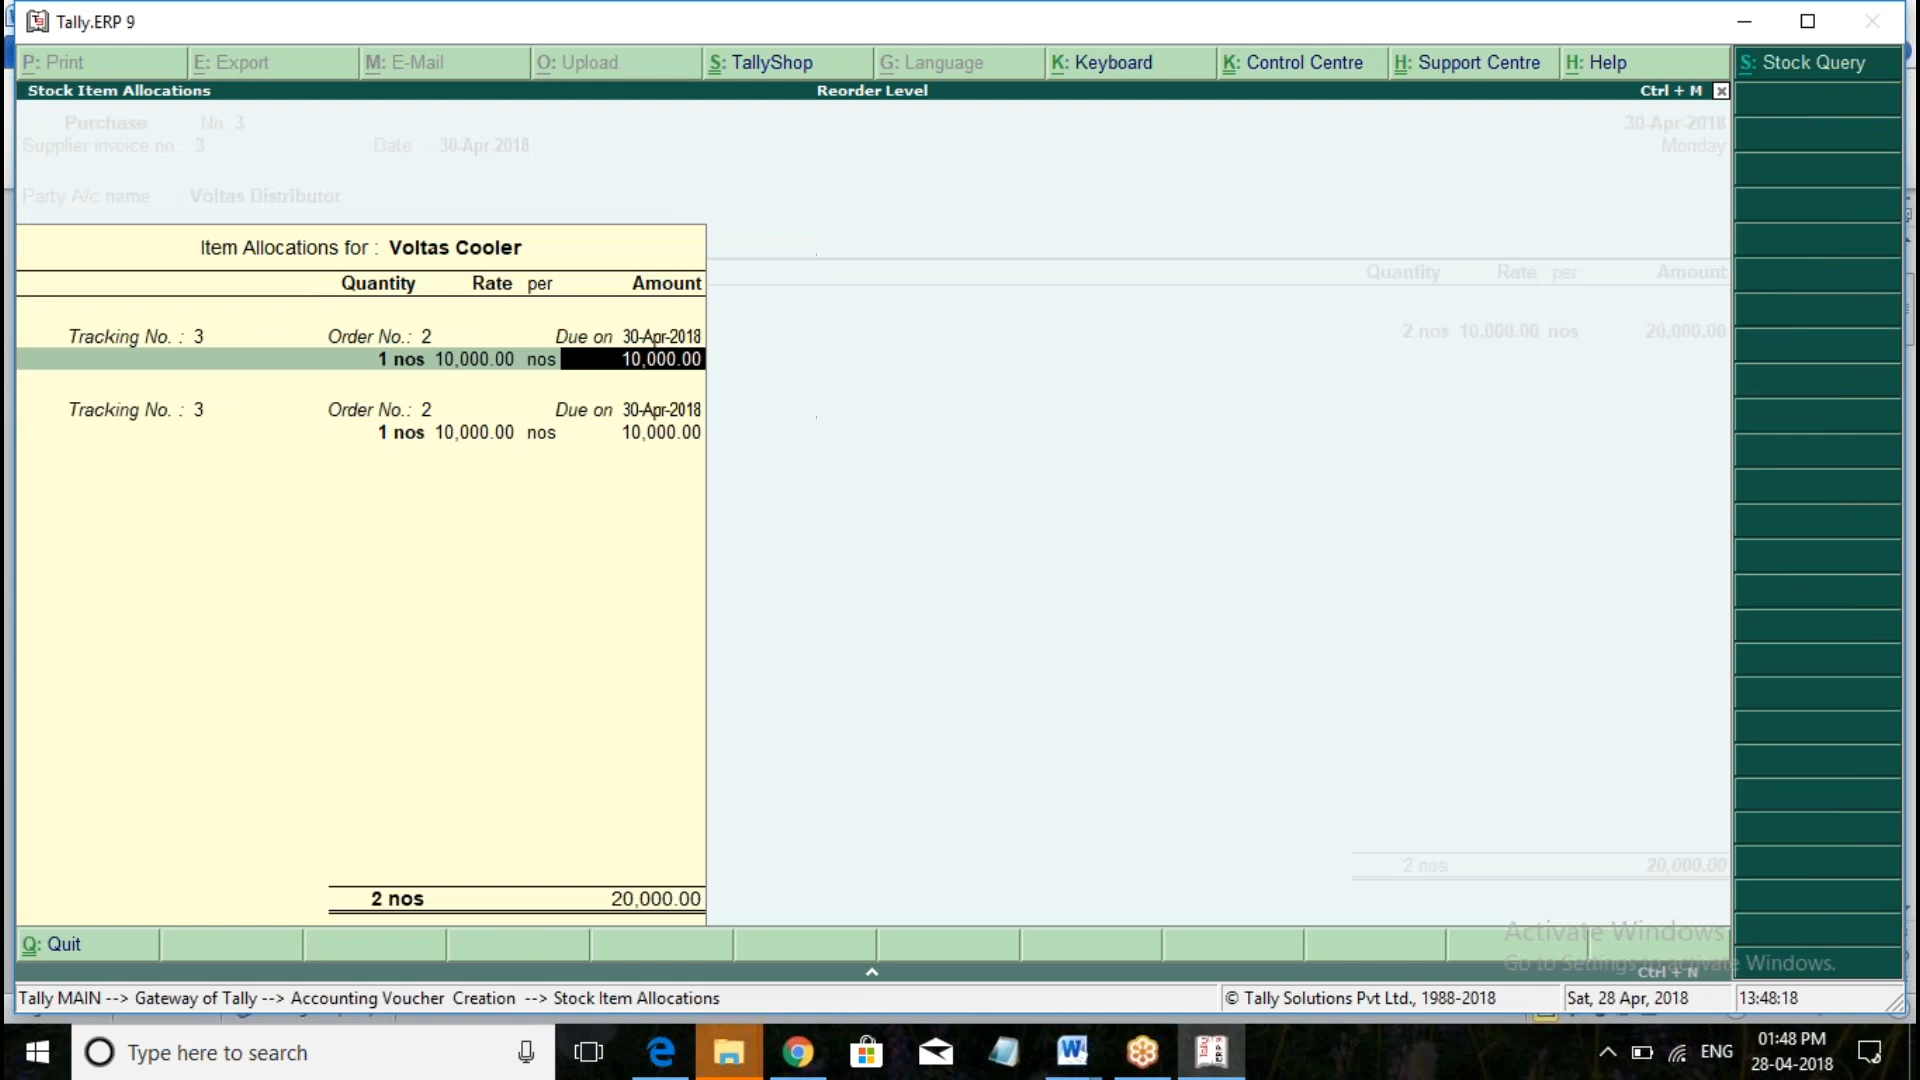 Tally.ERP 9
P: Print E: Export M: E-Mail O: Upload S: TallyShop G: Language K: Keyboard K: Control Centre H: Support Centre H: Help S: Stock Query
Stock Item Allocations Reorder Level Ctrl + M
Purchase No. 3 30-Apr-2018
Supplier invoice no. 3 Date : 30-Apr-2018 Monday
Party A/c name : Voltas Distributor
Item Allocations for : Voltas Cooler
Quantity Rate per Amount
Quantity Rate per Amount
Tracking No. : 3 Order No.: 2 Due on 30-Apr-2018
2 nos 10,000.00 nos 20,000.00
1 nos 10,000.00 nos 10,000.00
Tracking No. : 3 Order No.: 2 Due on 30-Apr-2018
1 nos 10,000.00 nos 10,000.00
2 nos 20,000.00
2 nos 20,000.00
Q: Quit
Activate Windows
Go to Settings to activate Windows.
Ctrl + N
Tally MAIN --> Gateway of Tally --> Accounting Voucher Creation --> Stock Item Allocations © Tally Solutions Pvt Ltd., 1988-2018 Sat, 28 Apr, 2018 13:48:18
Type here to search ENG 01:48 PM
28-04-2018